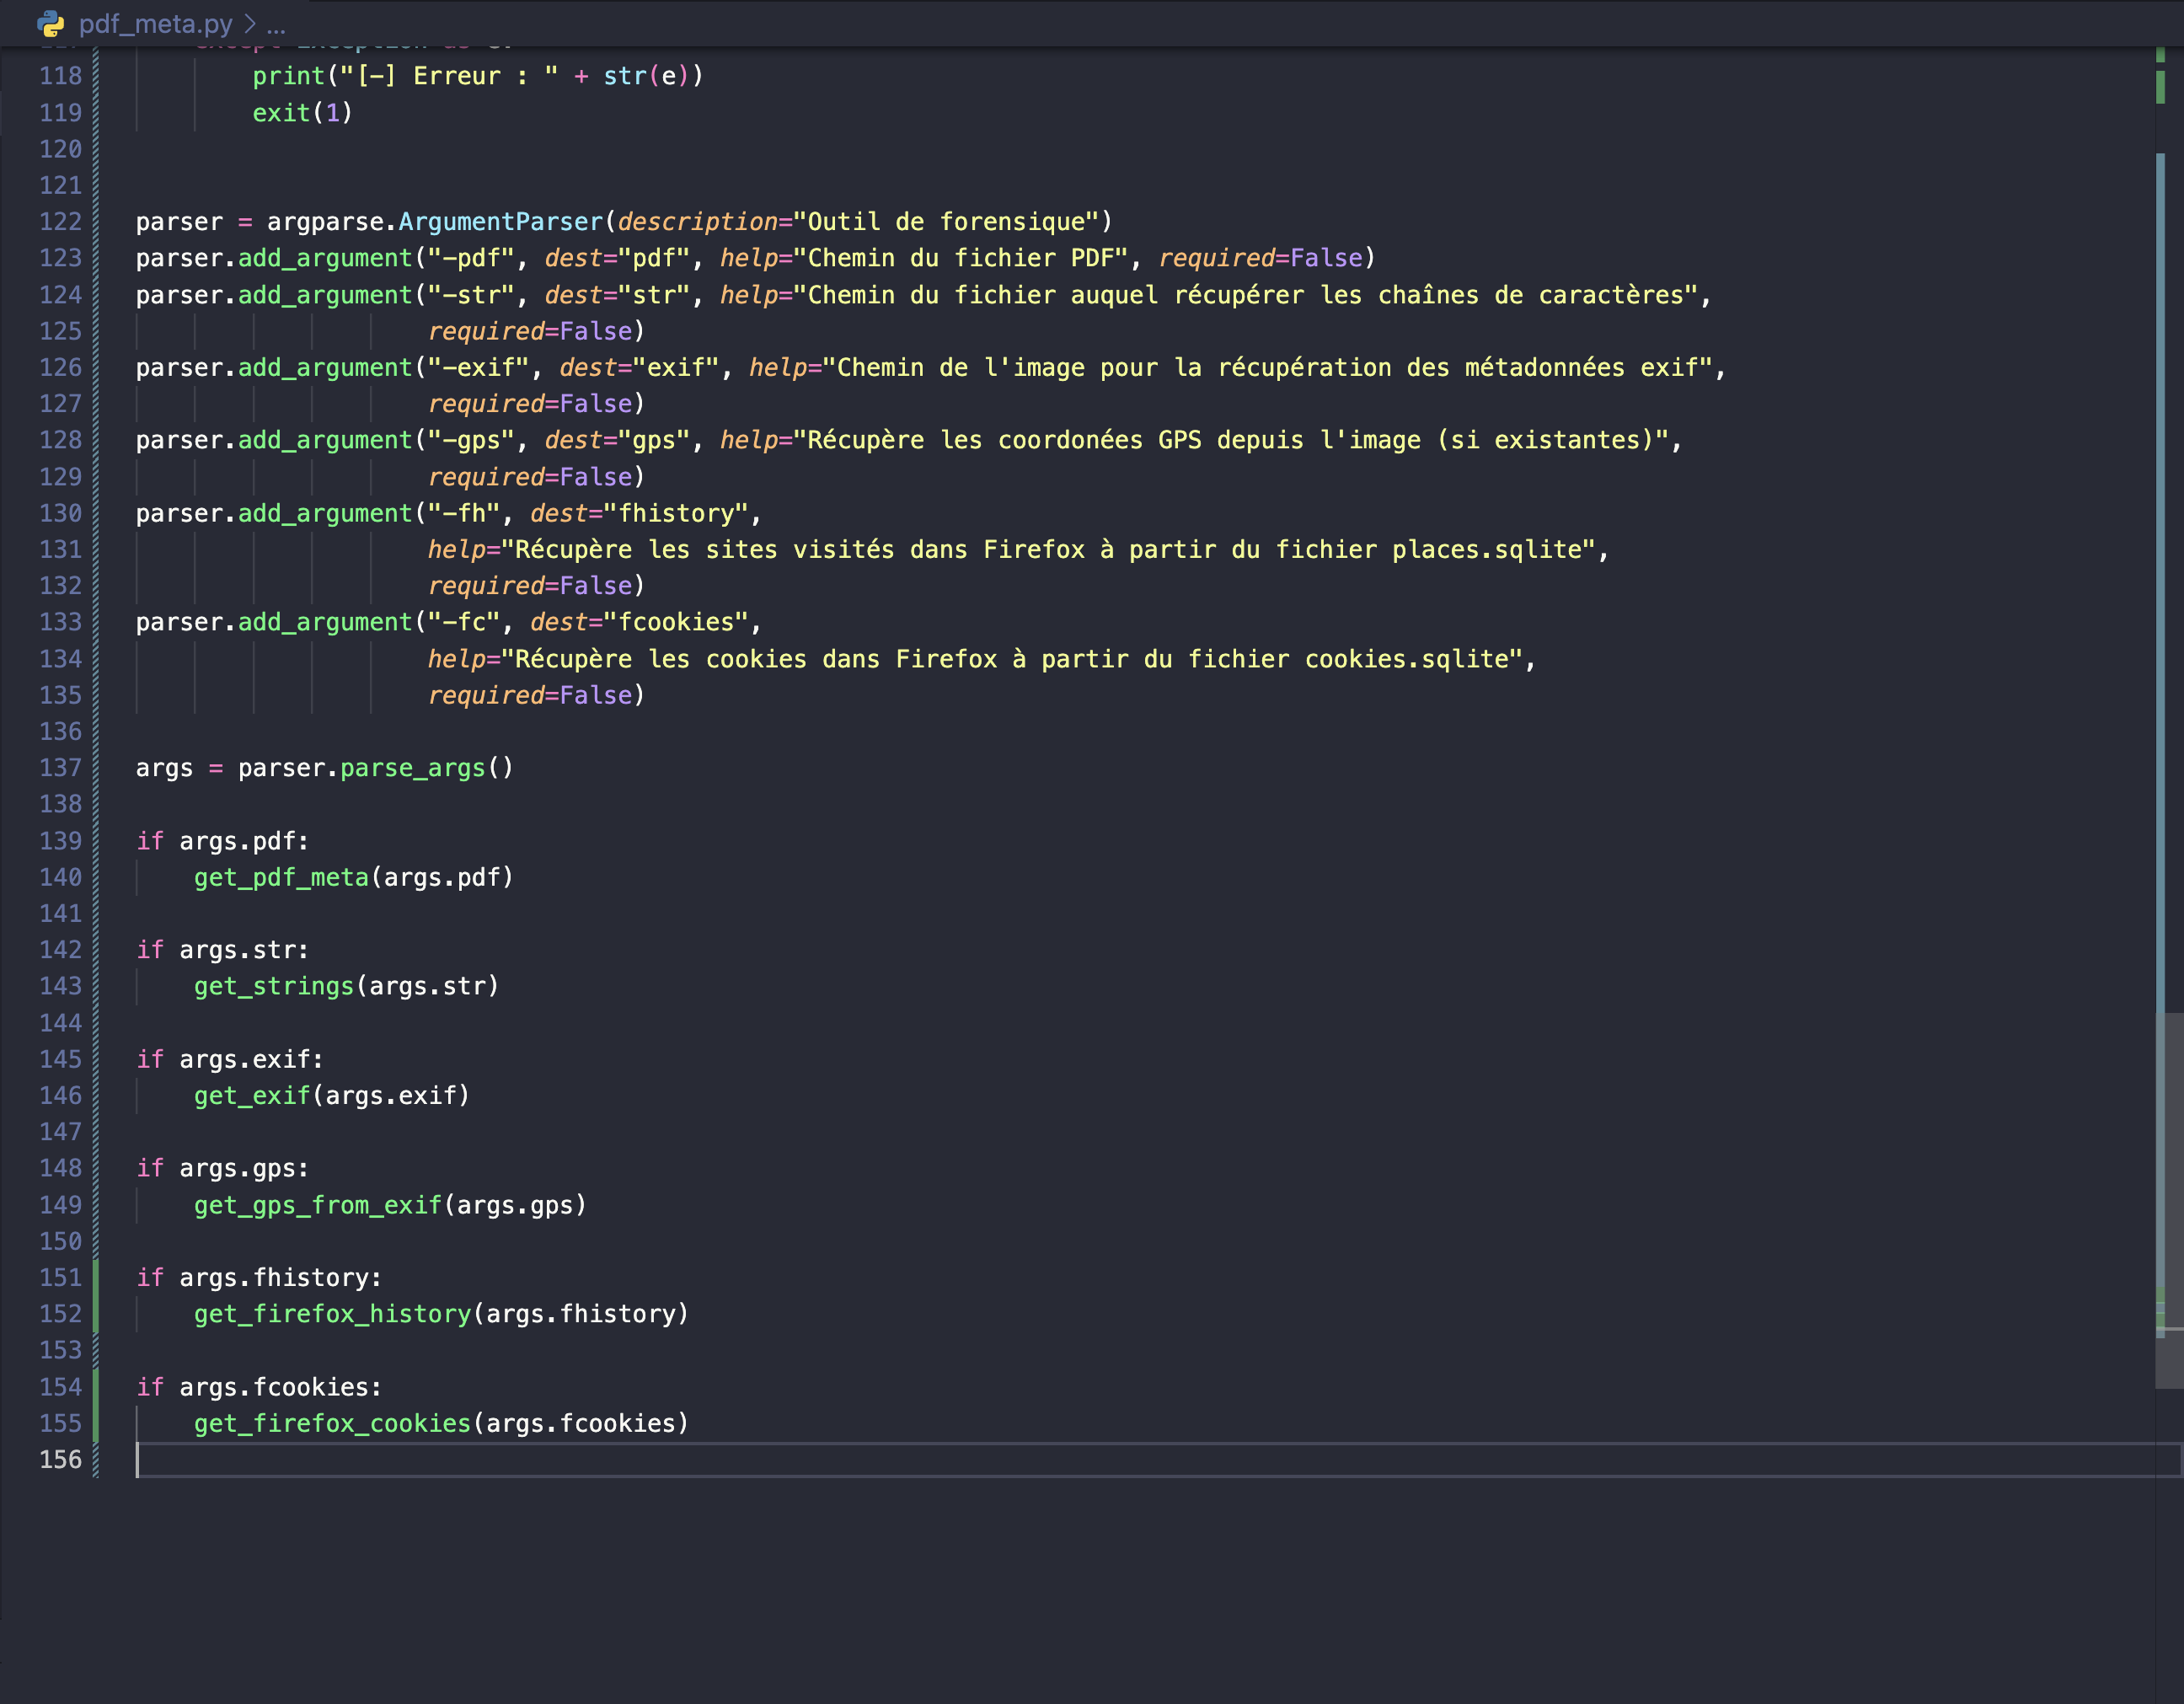 pdf_meta.py > ...
118 print("[-] Erreur : " + str(e))
119 exit(1)
120
121
122 parser = argparse.ArgumentParser(description="Outil de forensique")
123 parser.add_argument("-pdf", dest="pdf", help="Chemin du fichier PDF", required=False)
124 parser.add_argument("-str", dest="str", help="Chemin du fichier auquel récupérer les chaînes de caractères",
125 required=False)
126 parser.add_argument("-exif", dest="exif", help="Chemin de l'image pour la récupération des métadonnées exif",
127 required=False)
128 parser.add_argument("-gps", dest="gps", help="Récupère les coordonées GPS depuis l'image (si existantes)",
129 required=False)
130 parser.add_argument("-fh", dest="fhistory",
131 help="Récupère les sites visités dans Firefox à partir du fichier places.sqlite",
132 required=False)
133 parser.add_argument("-fc", dest="fcookies",
134 help="Récupère les cookies dans Firefox à partir du fichier cookies.sqlite",
135 required=False)
136
137 args = parser.parse_args()
138
139 if args.pdf:
140 get_pdf_meta(args.pdf)
141
142 if args.str:
143 get_strings(args.str)
144
145 if args.exif:
146 get_exif(args.exif)
147
148 if args.gps:
149 get_gps_from_exif(args.gps)
150
151 if args.fhistory:
152 get_firefox_history(args.fhistory)
153
154 if args.fcookies:
155 get_firefox_cookies(args.fcookies)
156